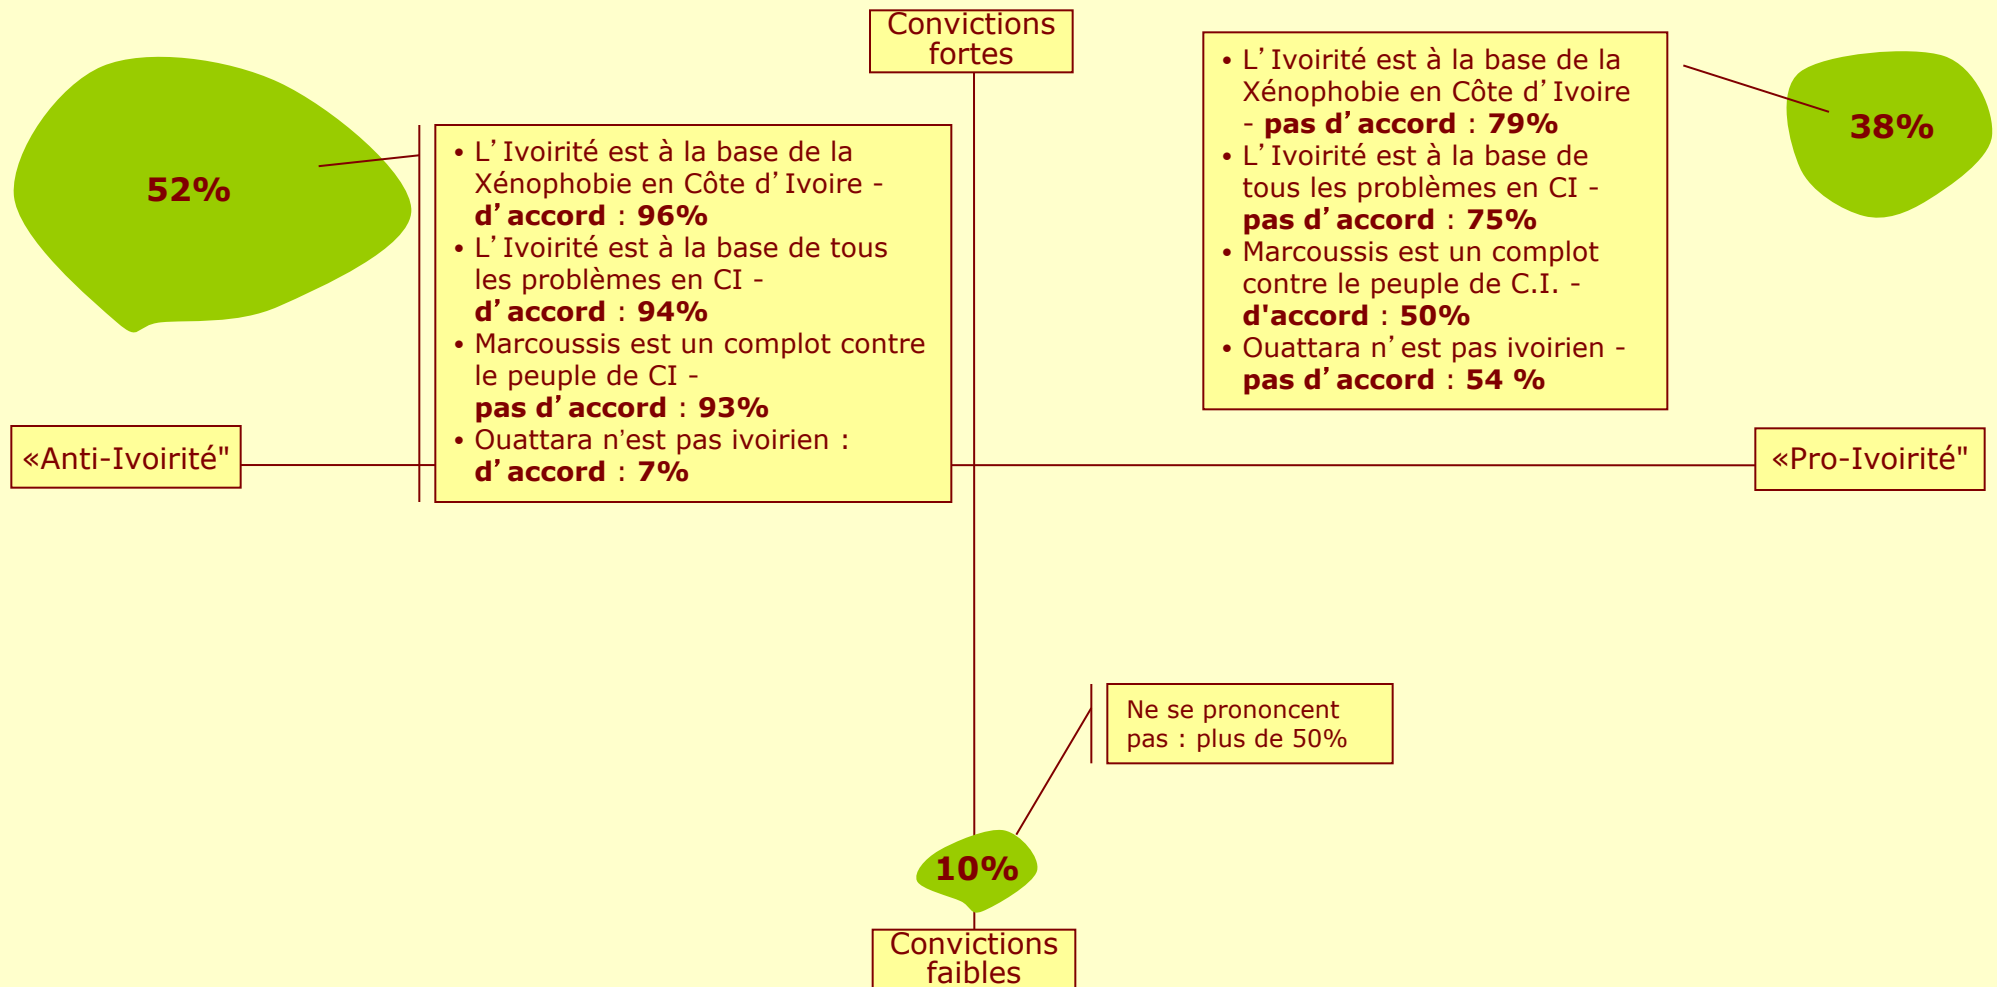 Convictions
fortes
52%
• L’Ivoirité est à la base de la
Xénophobie en Côte d’Ivoire -
d’accord : 96%
• L’Ivoirité est à la base de tous
les problèmes en CI -
d’accord : 94%
• Marcoussis est un complot contre
le peuple de CI -
pas d’accord : 93%
• Ouattara n’est pas ivoirien :
d’accord : 7%
• L’Ivoirité est à la base de la
Xénophobie en Côte d’Ivoire
- pas d’accord : 79%
• L’Ivoirité est à la base de
tous les problèmes en CI -
pas d’accord : 75%
• Marcoussis est un complot
contre le peuple de C.I. -
d'accord : 50%
• Ouattara n’est pas ivoirien -
pas d’accord : 54 %
38%
«Anti-Ivoirité"
«Pro-Ivoirité"
Ne se prononcent
pas : plus de 50%
10%
Convictions
faibles